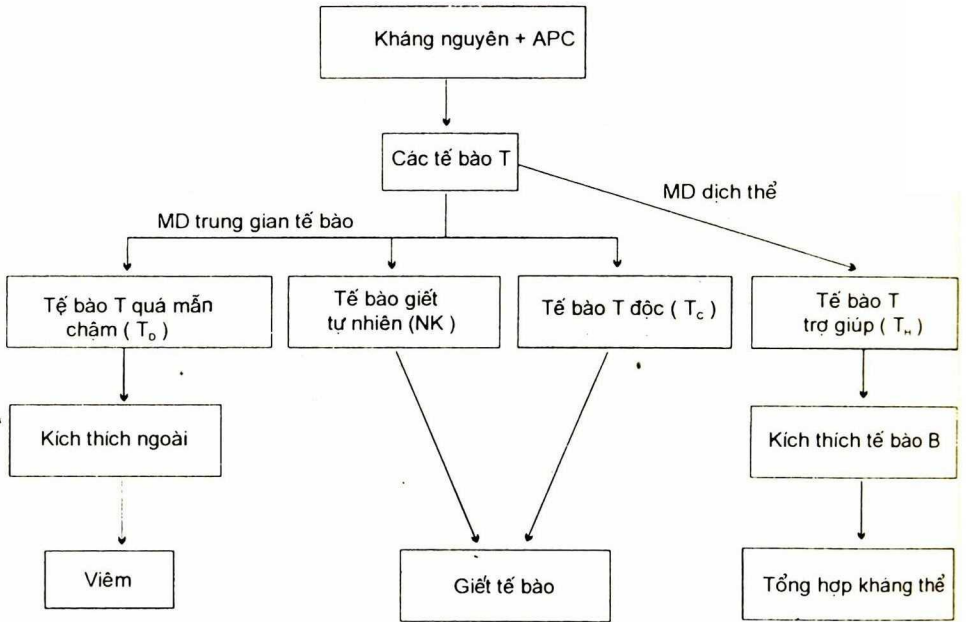 Kháng nguyên + APC
Các tế bào T
MD dịch thể
MD trung gian tế bào
Tế bào T quá mẫn
chậm ( T_D )
Tế bào giết
tự nhiên (NK )
Tế bào T độc ( T_c )
Tế bào T
trợ giúp ( T_H )
Kích thích ngoài
Kích thích tế bào B
Viêm
Giết tế bào
Tổng hợp kháng thể